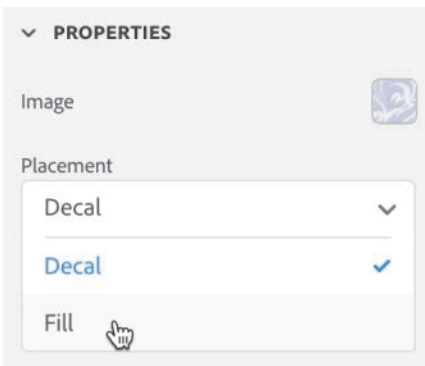 PROPERTIES
Image
Placement
Decal
Decal
Fill